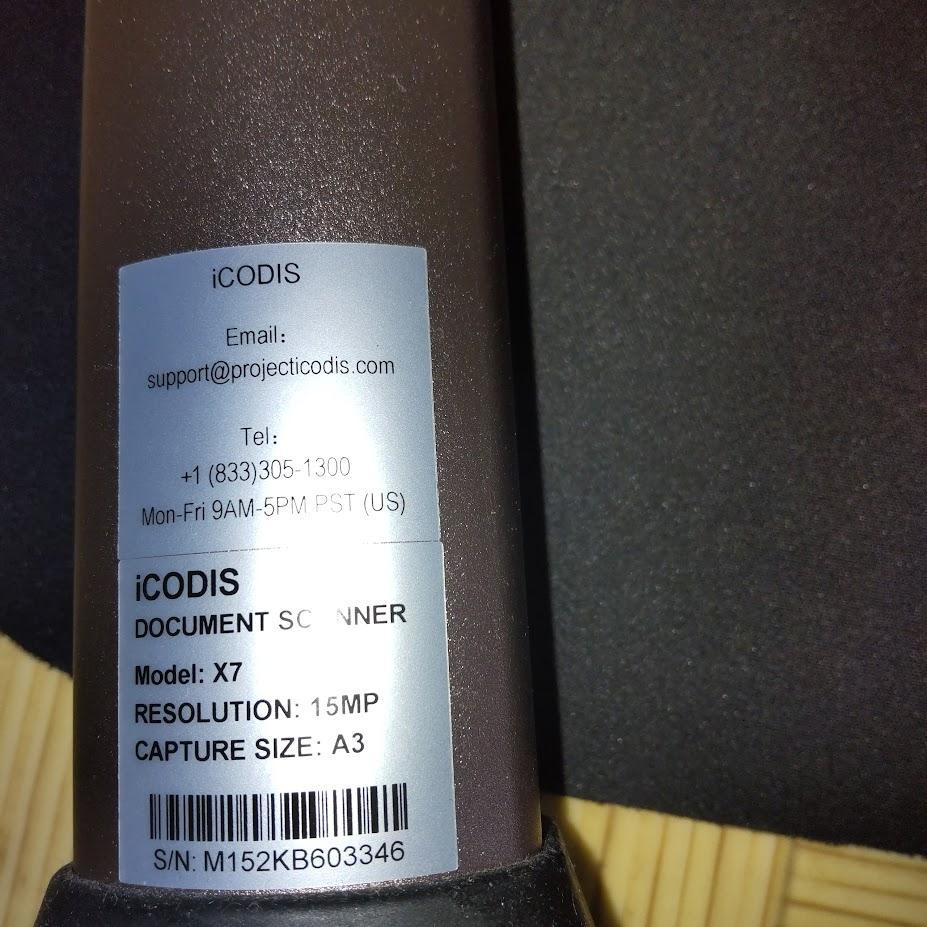 iCODIS
Email:
support@projecticodis.com
Tel:
+1 (833)305-1300
Mon-Fri 9AM-5PM PST (US)
iCODIS
DOCUMENT SCANNER
Model: X7
RESOLUTION: 15MP
CAPTURE SIZE: A3
S/N: M152KB603346